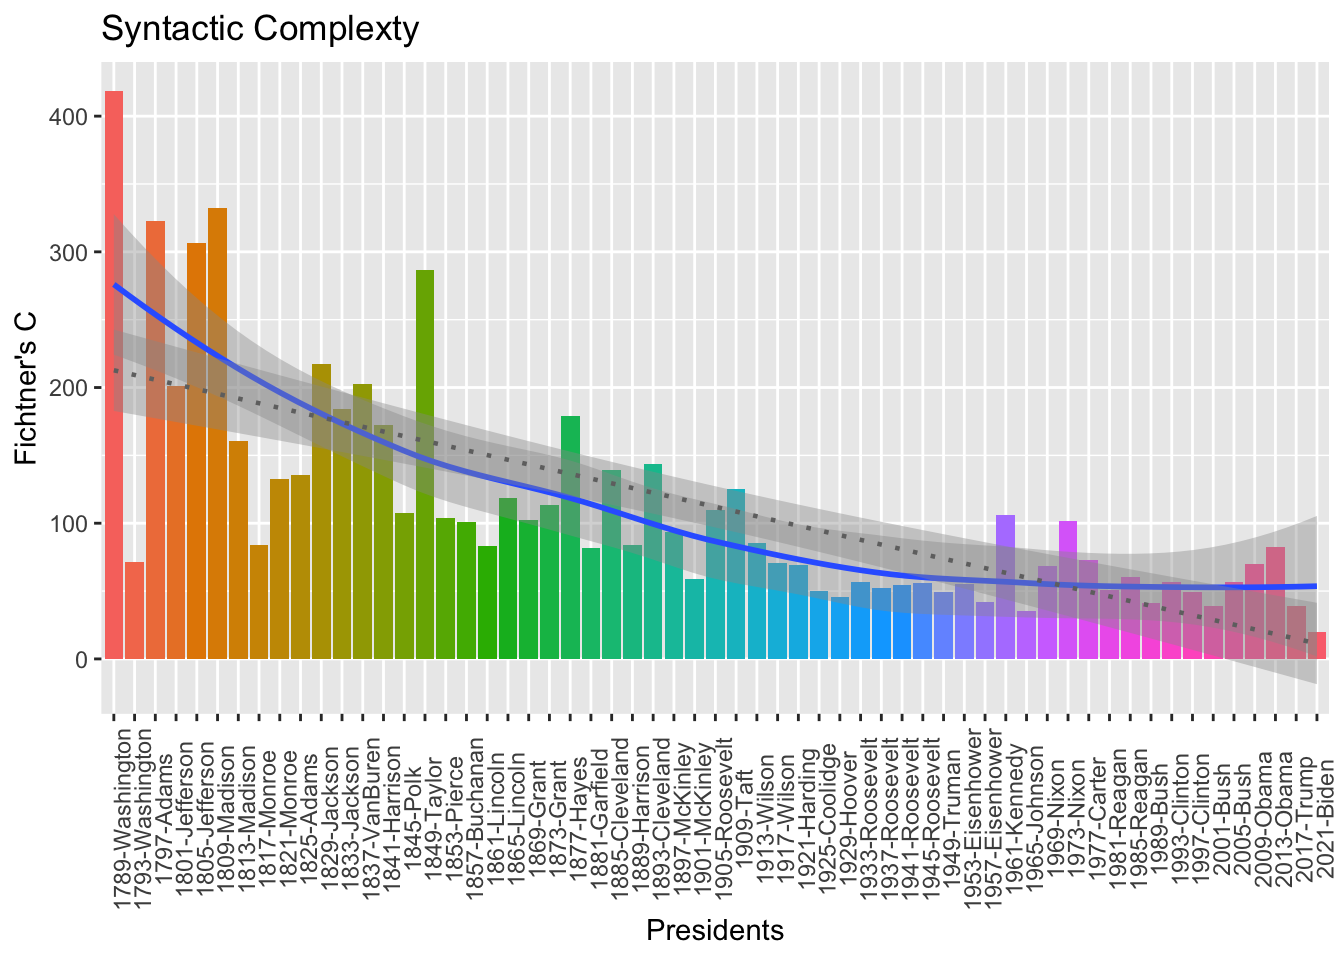 Syntactic Complexty
Fichtner's C
400
300
200
100
0
1789-Washington
1793-Washington
1797-Adams
1801-Jefferson
1805-Jefferson
1809-Madison
1813-Madison
1817-Monroe
1821-Monroe
1825-Adams
1829-Jackson
1833-Jackson
1837-VanBuren
1841-Harrison
1845-Polk
1849-Taylor
1853-Pierce
1857-Buchanan
1861-Lincoln
1865-Lincoln
1869-Grant
1873-Grant
1877-Hayes
1881-Garfield
1885-Cleveland
1889-Harrison
1893-Cleveland
1897-McKinley
1901-McKinley
1905-Roosevelt
1909-Taft
1913-Wilson
1917-Wilson
1921-Harding
1925-Coolidge
1929-Hoover
1933-Roosevelt
1937-Roosevelt
1941-Roosevelt
1945-Roosevelt
1949-Truman
1953-Eisenhower
1957-Eisenhower
1961-Kennedy
1965-Johnson
1969-Nixon
1973-Nixon
1977-Carter
1981-Reagan
1985-Reagan
1989-Bush
1993-Clinton
1997-Clinton
2001-Bush
2005-Bush
2009-Obama
2013-Obama
2017-Trump
2021-Biden
Presidents